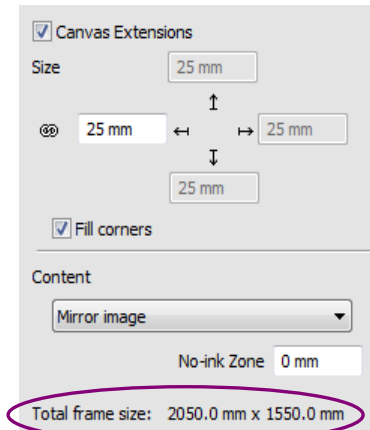 Canvas Extensions
Size
25 mm
25 mm
25 mm
25 mm
Fill corners
Content
Mirror image
No-ink Zone 0 mm
Total frame size: 2050.0 mm x 1550.0 mm